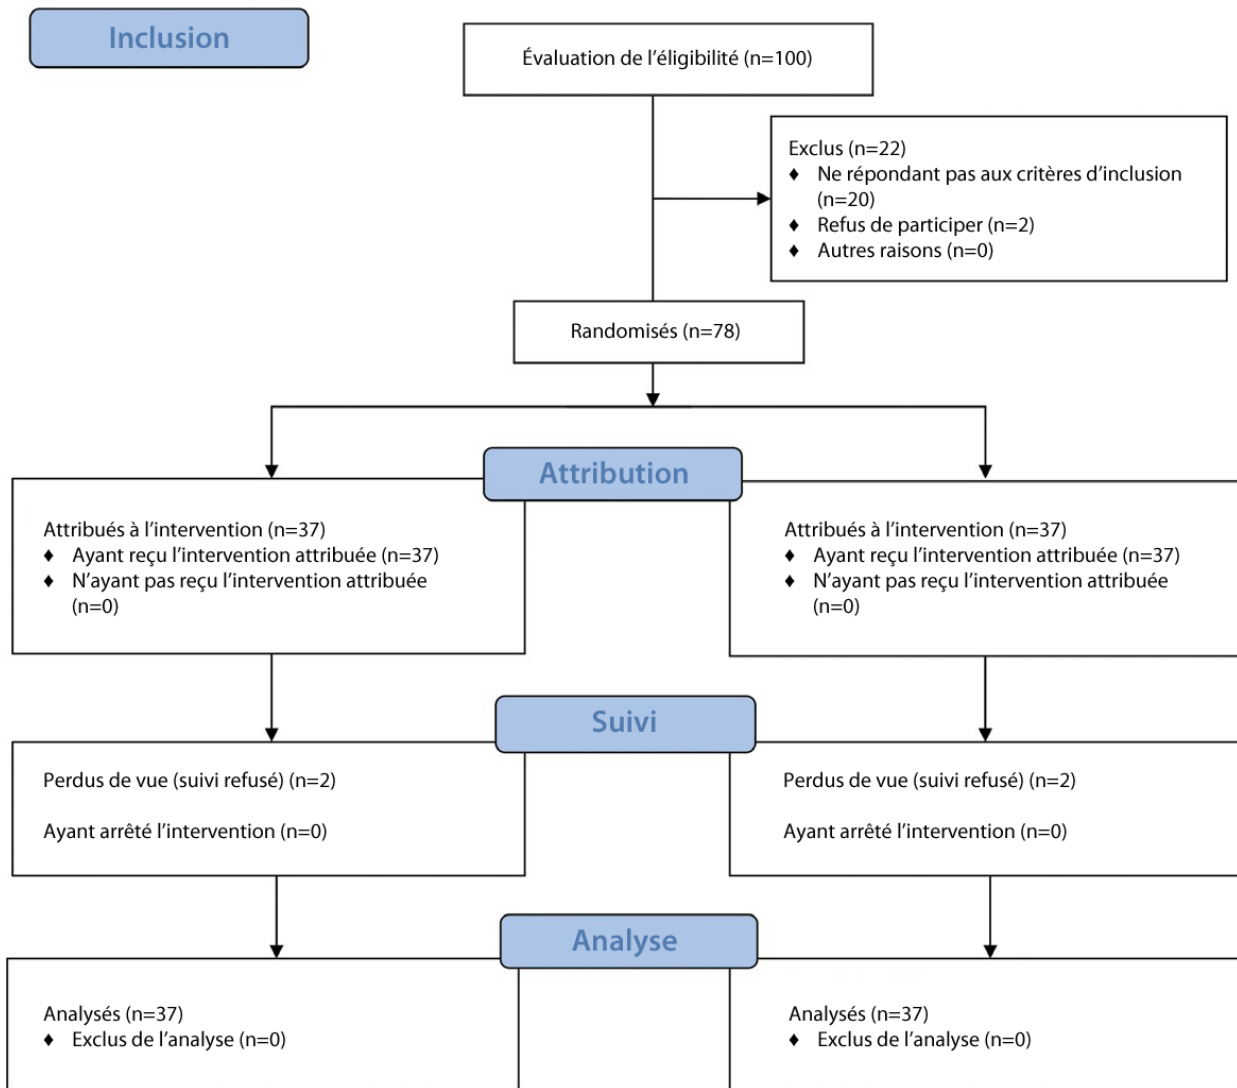 Inclusion
Évaluation de l’éligibilité (n=100)
Exclus (n=22)
♦ Ne répondant pas aux critères d’inclusion
(n=20)
♦ Refus de participer (n=2)
♦ Autres raisons (n=0)
Randomisés (n=78)
Attribution
Attribués à l’intervention (n=37)
♦ Ayant reçu l’intervention attribuée (n=37)
♦ N’ayant pas reçu l’intervention attribuée
(n=0)
Attribués à l’intervention (n=37)
♦ Ayant reçu l’intervention attribuée (n=37)
♦ N’ayant pas reçu l’intervention attribuée
(n=0)
Suivi
Perdus de vue (suivi refusé) (n=2)
Ayant arrêté l’intervention (n=0)
Perdus de vue (suivi refusé) (n=2)
Ayant arrêté l’intervention (n=0)
Analyse
Analysés (n=37)
♦ Exclus de l’analyse (n=0)
Analysés (n=37)
♦ Exclus de l’analyse (n=0)